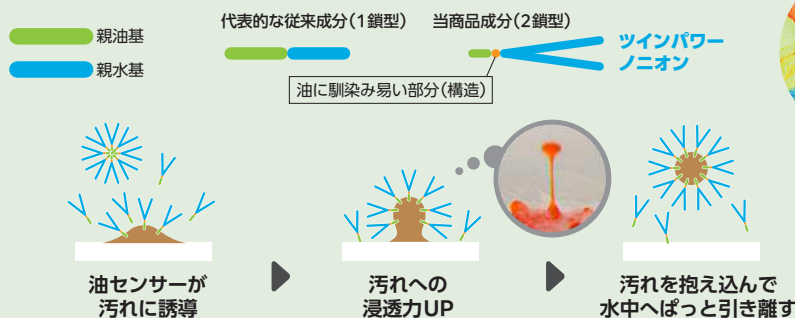 親油基
親水基
代表的な従来成分(1鎖型)
当商品成分(2鎖型)
ツインパワー
ノニオン
油に馴染み易い部分(構造)
油センサーが
汚れに誘導
汚れへの
浸透力UP
汚れを抱え込んで
水中へぱっと引き離す